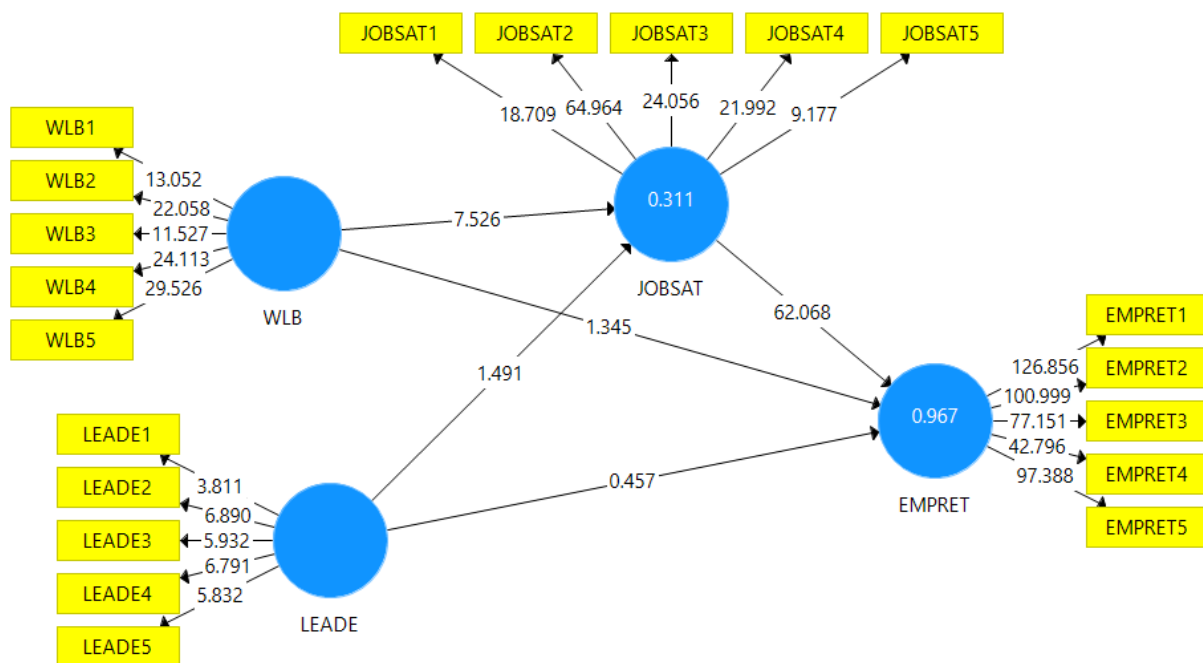 JOBSAT1
JOBSAT2
JOBSAT3
JOBSAT4
JOBSAT5
18.709
64.964
24.056
21.992
9.177
WLB1
WLB2
WLB3
WLB4
WLB5
13.052
22.058
11.527
24.113
29.526
WLB
7.526
0.311
JOBSAT
1.345
62.068
1.491
LEADE1
LEADE2
LEADE3
LEADE4
LEADE5
3.811
6.890
5.932
6.791
5.832
LEADE
0.457
0.967
EMPRET
126.856
100.999
77.151
42.796
97.388
EMPRET1
EMPRET2
EMPRET3
EMPRET4
EMPRET5